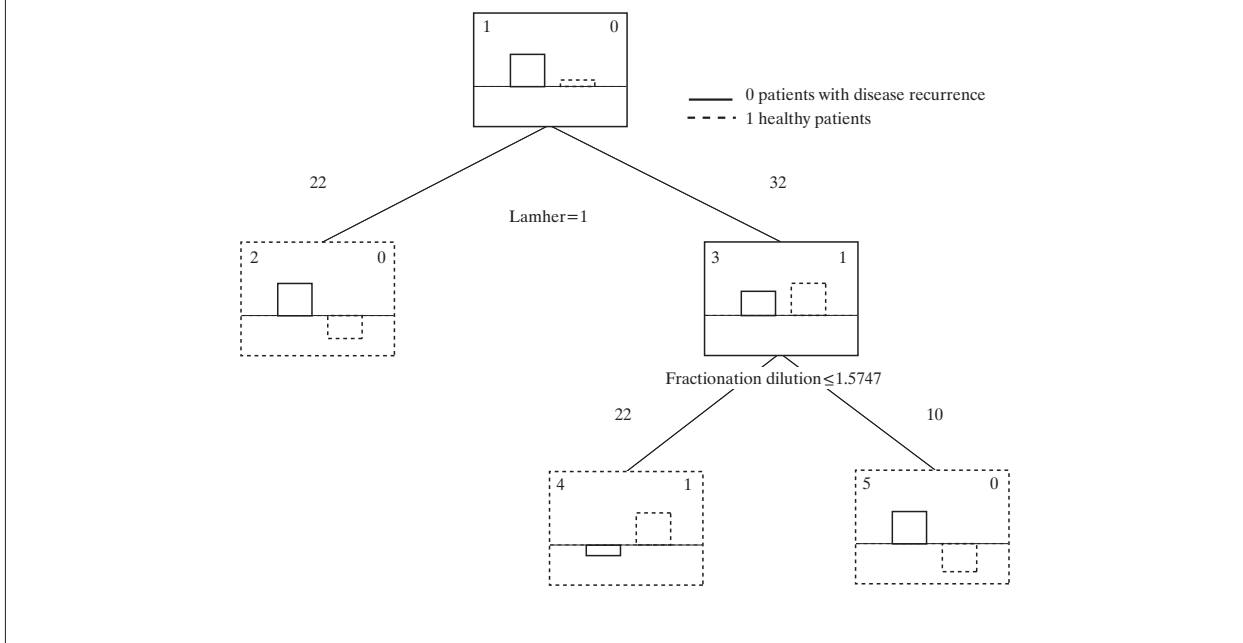 1 0
0 patients with disease recurrence
1 healthy patients
22 32
Lamher=1
2 0
3 1
Fractionation dilution≤1.5747
22 10
4 1
5 0